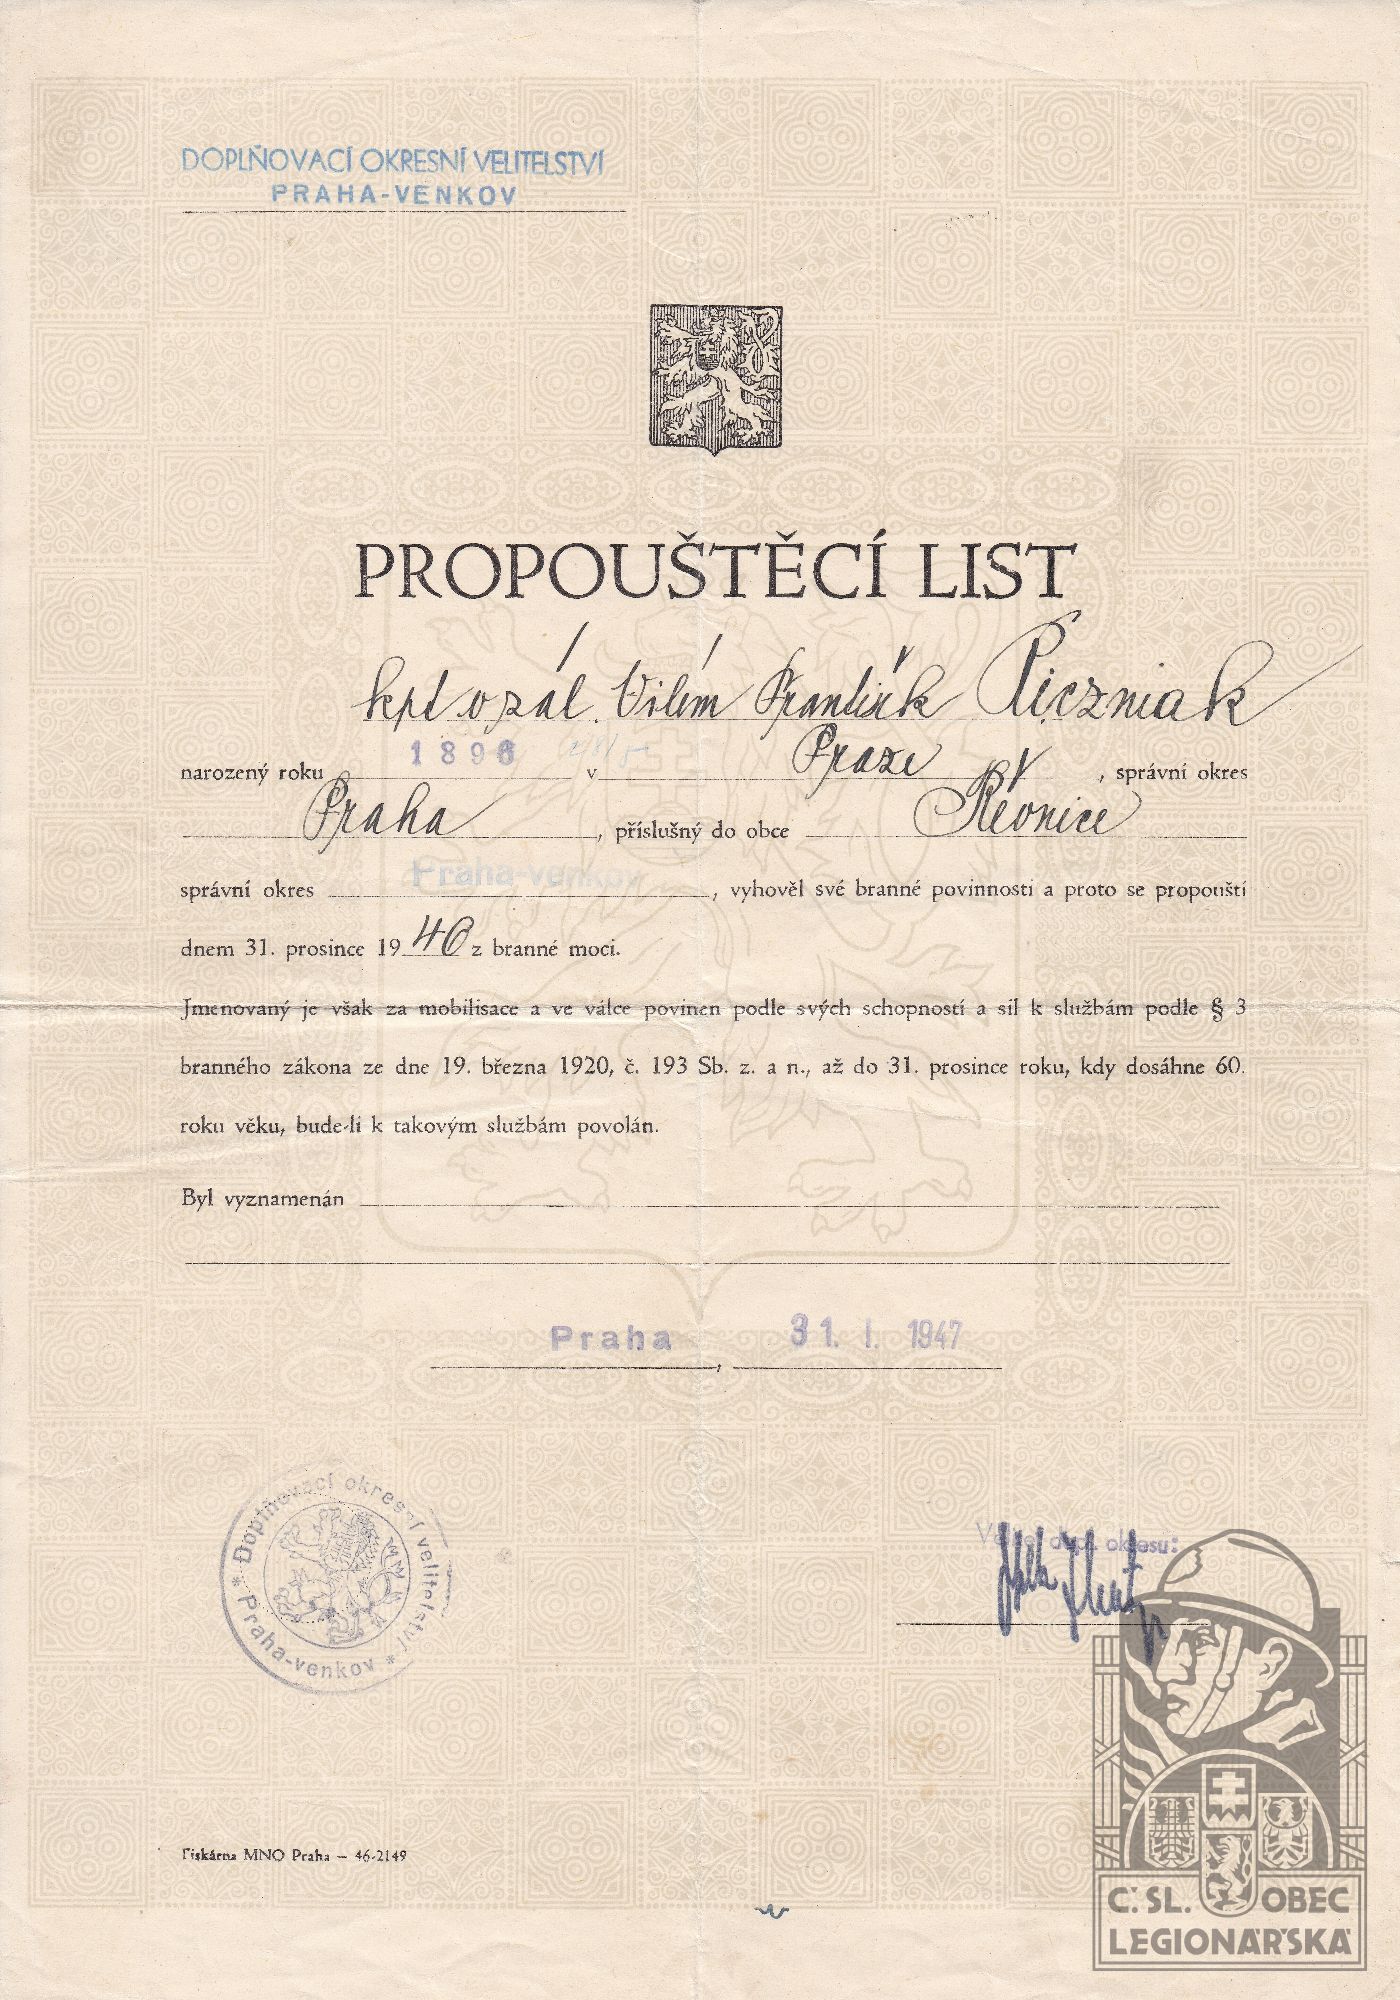 DOPLŇOVACÍ OKRESNÍ VELITELSTVÍ
PRAHA-VENKOV
PROPOUŠTĚCÍ LIST
kpt v zál. Vilém František Piczniak
narozený roku 1896 v Praze, správní okres
Praha, příslušný do obce Řevnice
správní okres Praha-venkov, vyhověl své branné povinnosti a proto se propouští
dnem 31. prosince 1946 z branné moci.
Jmenovaný je však za mobilisace a ve válce povinen podle svých schopností a sil k službám podle § 3
branného zákona ze dne 19. března 1920, č. 193 Sb. z. a n., až do 31. prosince roku, kdy dosáhne 60.
roku věku, bude-li k takovým službám povolán.
Byl vyznamenán
Praha, 31. I. 1947
* Doplňovací okresní velitelství * Praha-venkov
okresu:
Tiskárna MNO Praha – 46-2149
Č. SL. OBEC
LEGIONÁŘSKÁ